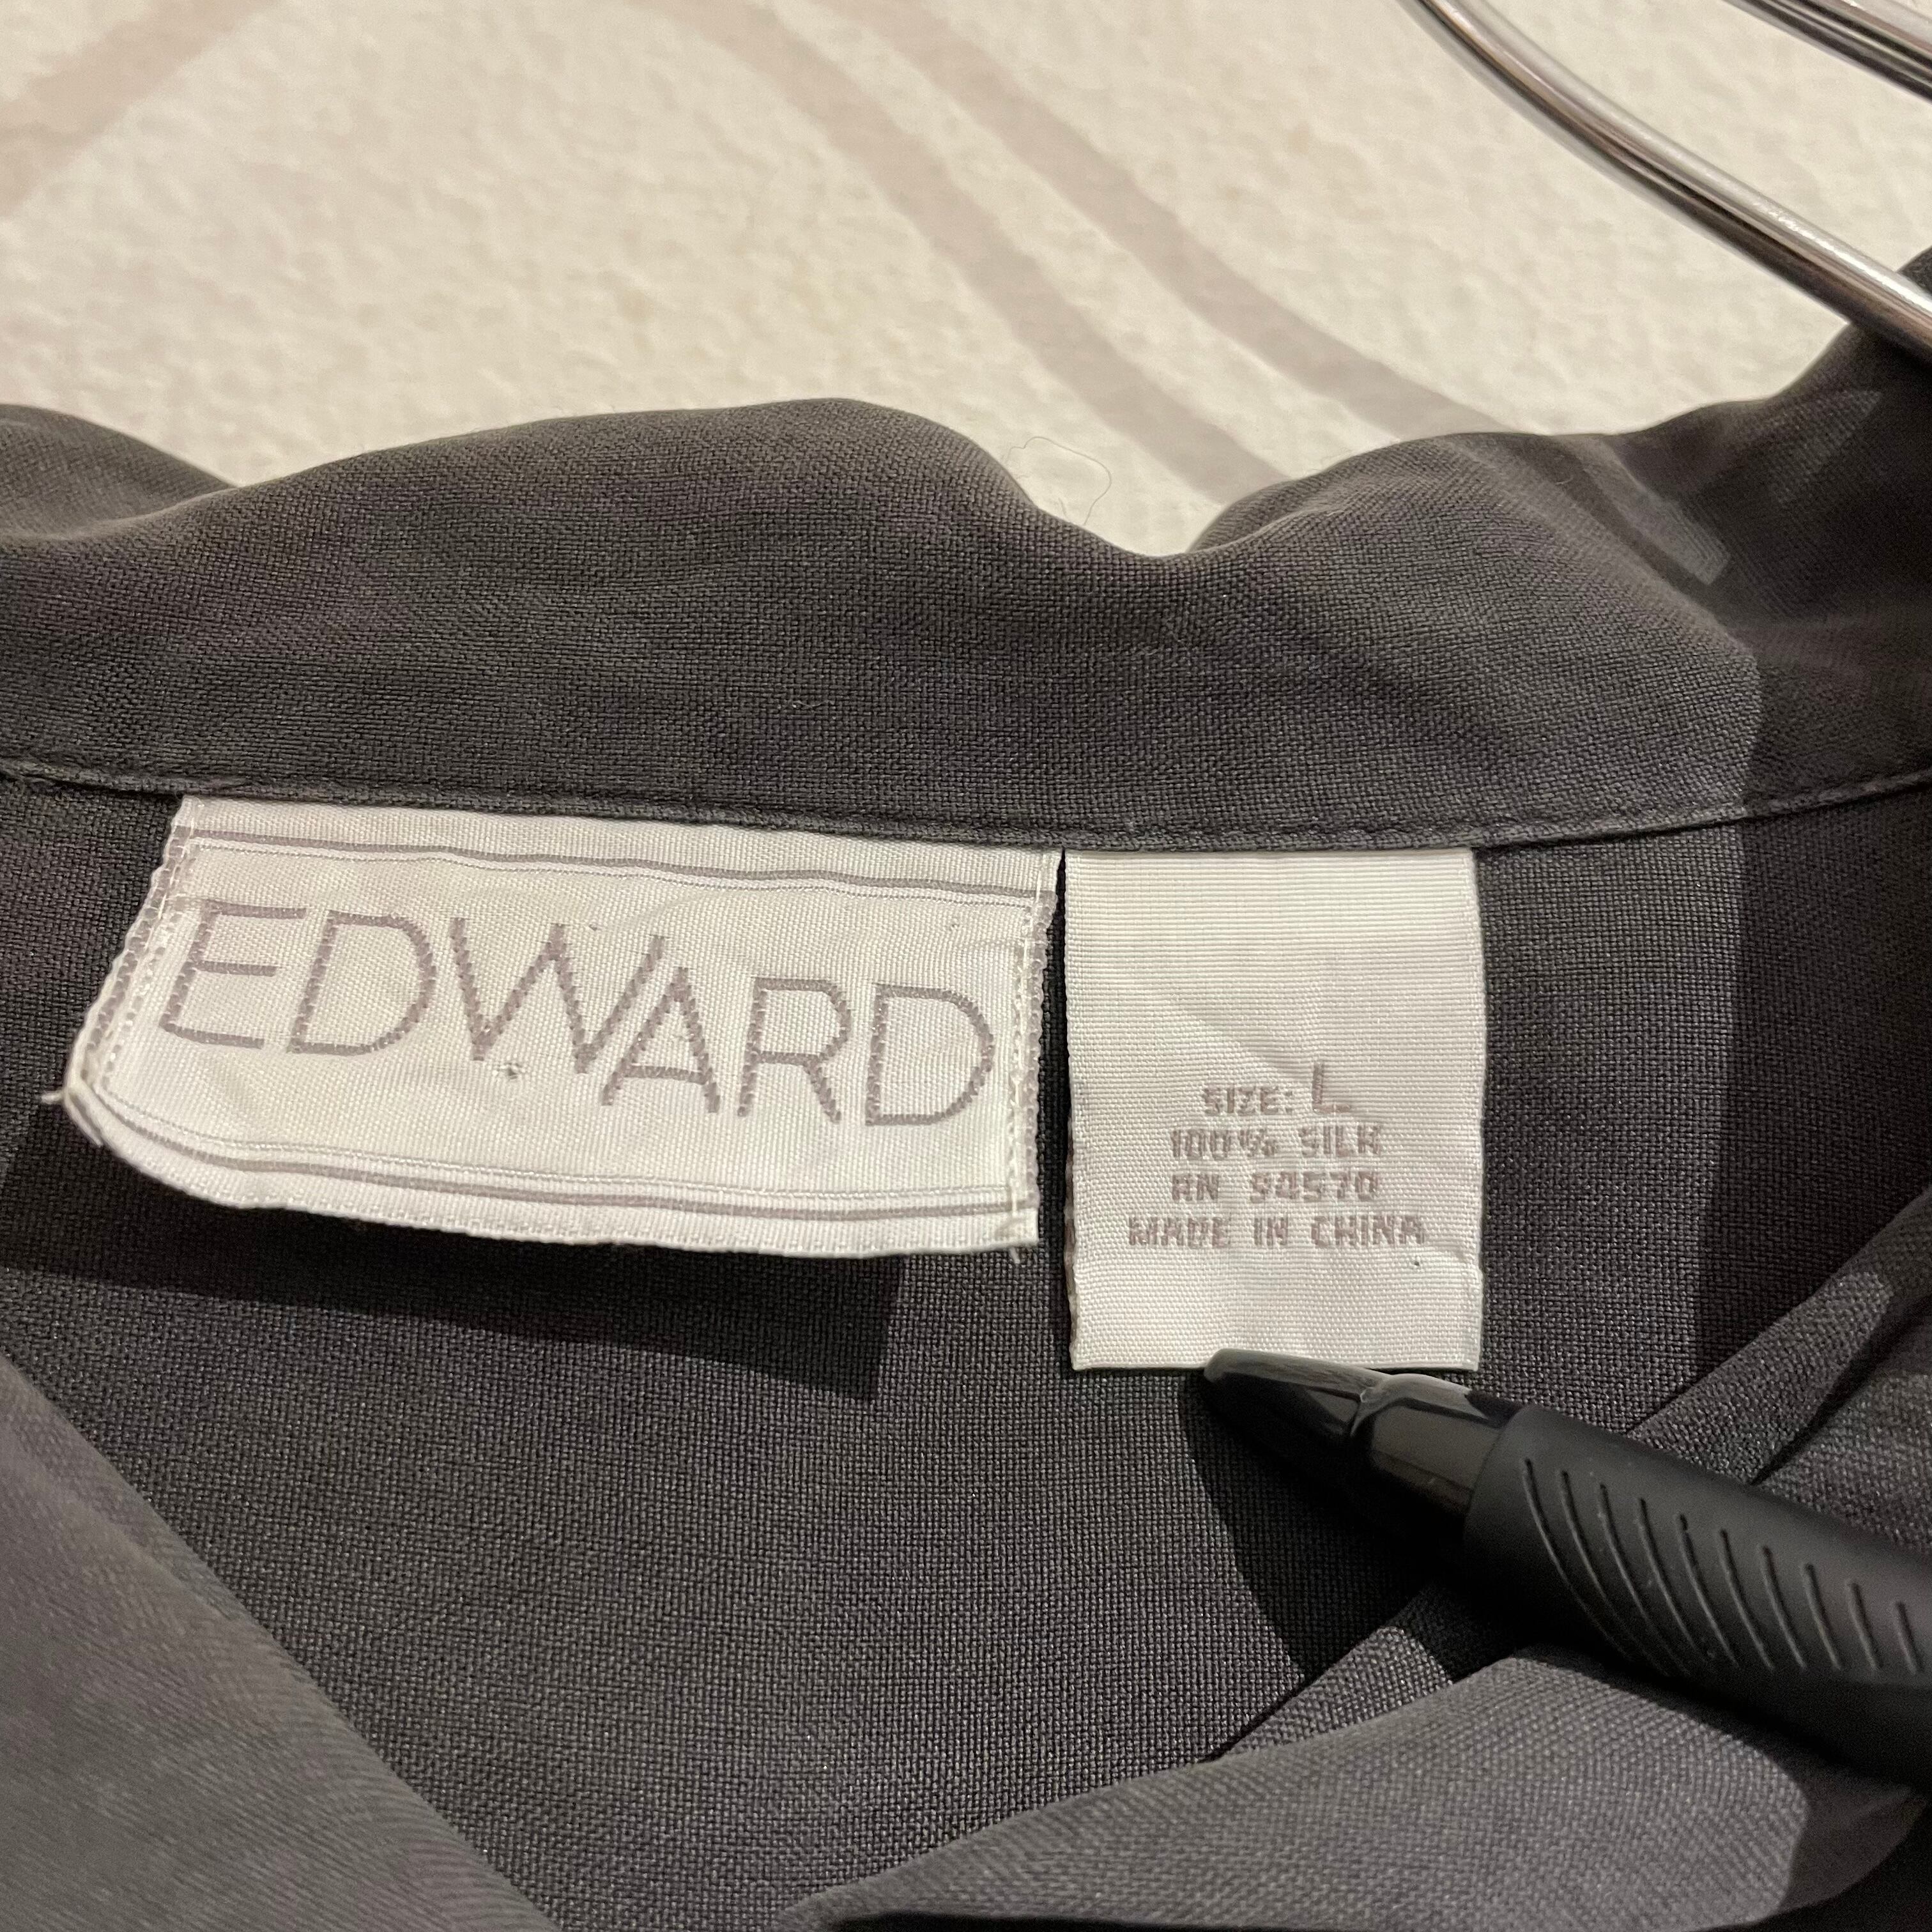 EDWARD
SIZE: L
100% SILK
RN 94570
MADE IN CHINA